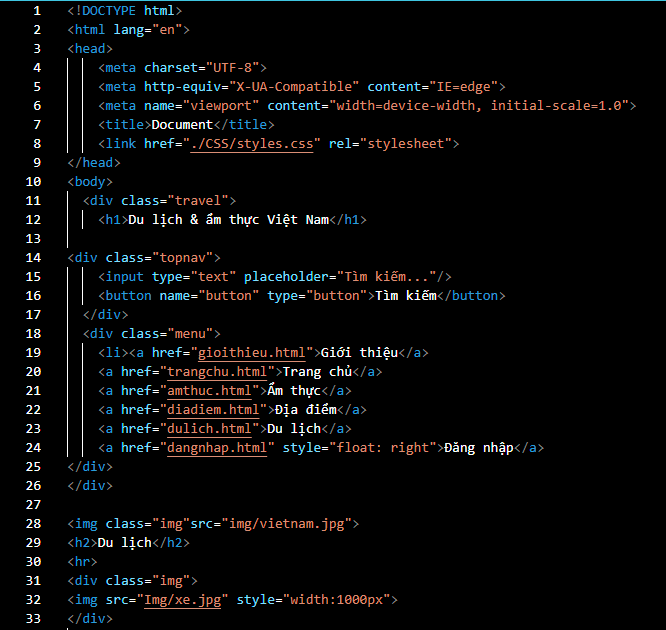 1 <!DOCTYPE html>
2 <html lang="en">
3 <head>
4 <meta charset="UTF-8">
5 <meta http-equiv="X-UA-Compatible" content="IE=edge">
6 <meta name="viewport" content="width=device-width, initial-scale=1.0">
7 <title>Document</title>
8 <link href="./CSS/styles.css" rel="stylesheet">
9 </head>
10 <body>
11 <div class="travel">
12 <h1>Du lịch & ẩm thực Việt Nam</h1>
13
14 <div class="topnav">
15 <input type="text" placeholder="Tìm kiếm..."/>
16 <button name="button" type="button">Tìm kiếm</button>
17 </div>
18 <div class="menu">
19 <li><a href="gioithieu.html">Giới thiệu</a>
20 <a href="trangchu.html">Trang chủ</a>
21 <a href="amthuc.html">Ẩm thực</a>
22 <a href="diadiem.html">Địa điểm</a>
23 <a href="dulich.html">Du lịch</a>
24 <a href="dangnhap.html" style="float: right">Đăng nhập</a>
25 </div>
26 </div>
27
28 <img class="img"src="img/vietnam.jpg">
29 <h2>Du lịch</h2>
30 <hr>
31 <div class="img">
32 <img src="Img/xe.jpg" style="width:1000px">
33 </div>